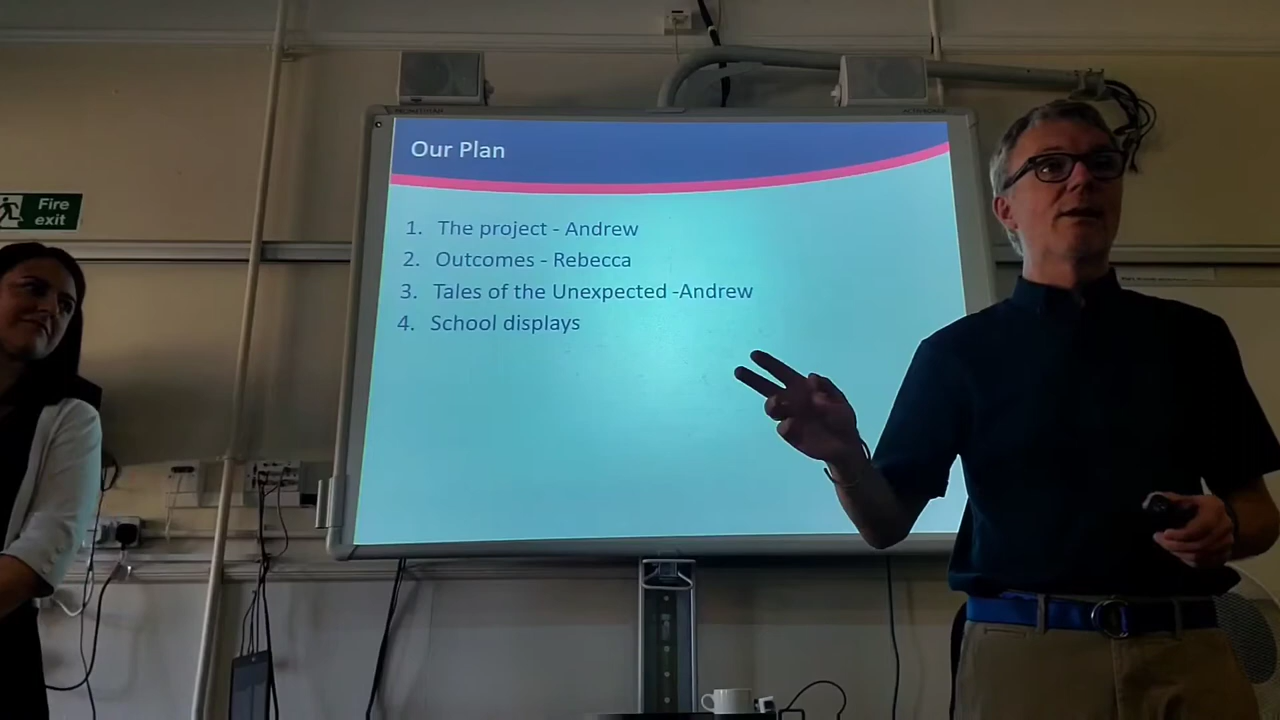 Our Plan
Fire
exit
1. The project - Andrew
2. Outcomes - Rebecca
3. Tales of the Unexpected -Andrew
4. School displays